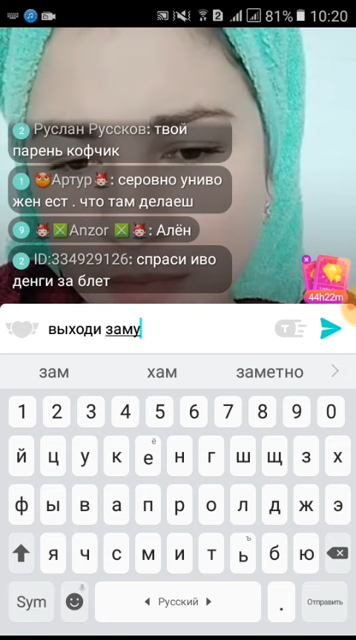 81% 10:20
2 Руслан Руссков: твой
парень кофчик
1 Артур: серовно униво
жен ест . что там делаеш
9 Anzor : Алён
2 ID:334929126: спраси иво
денги за блет
44h22m
выходи заму
T
зам хам заметно
1 2 3 4 5 6 7 8 9 0
й ц у к е ё н г ш щ з х
ф ы в а п р о л д ж э
я ч с м и т ь ъ б ю
Sym Русский . Отправить